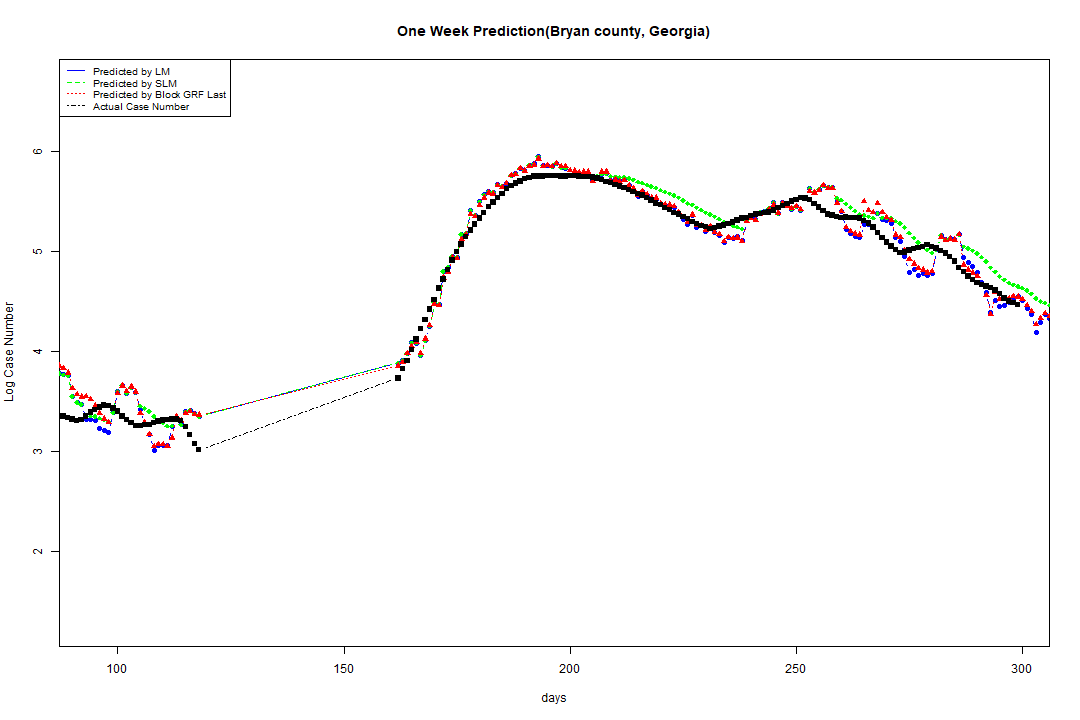 One Week Prediction(Bryan county, Georgia)
Predicted by LM
Predicted by SLM
Predicted by Block GRF Last
Actual Case Number
6
5
4
3
2
Log Case Number
100 150 200 250 300
days